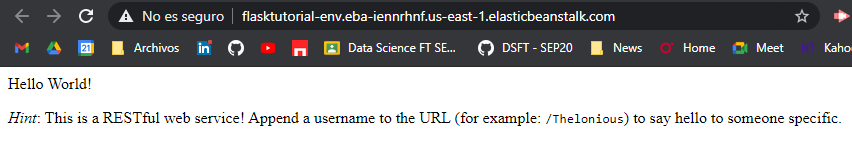 No es seguro | flasktutorial-env.eba-iennrhnf.us-east-1.elasticbeanstalk.com
Archivos Data Science FT SE... DSFT - SEP20 News Home Meet Kaho
Hello World!
Hint: This is a RESTful web service! Append a username to the URL (for example: /Thelonious) to say hello to someone specific.